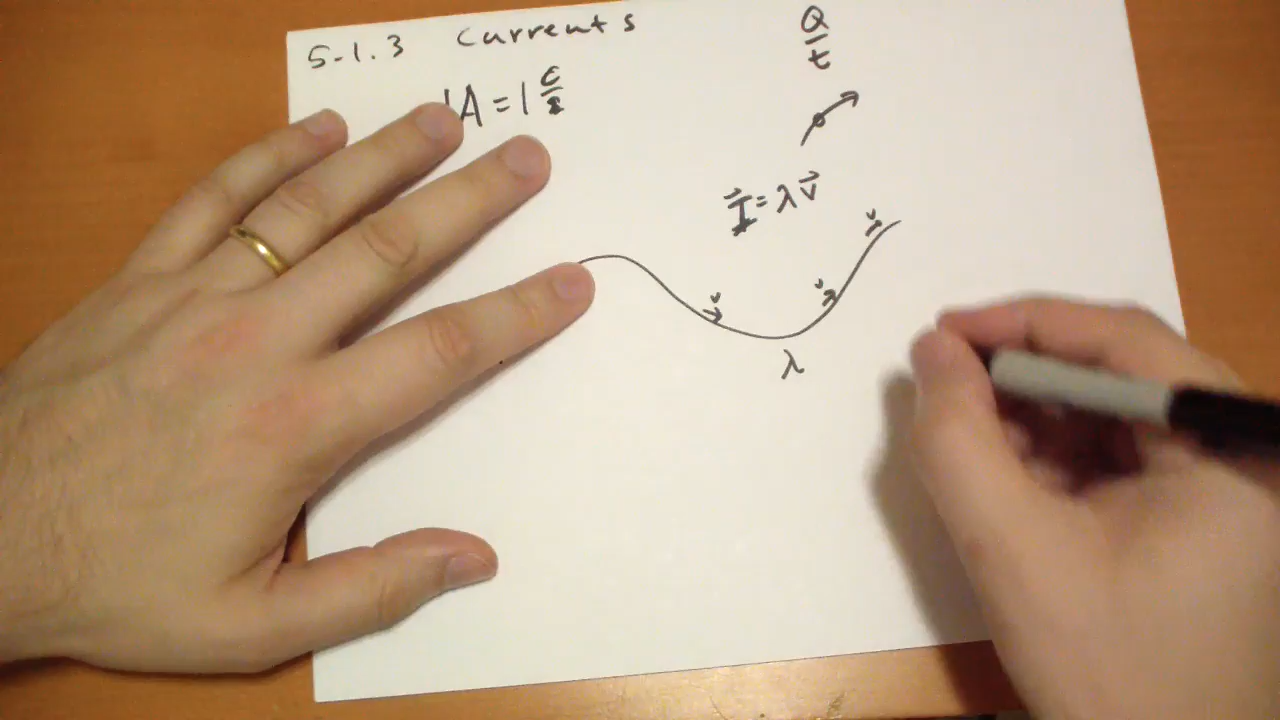 5.1.3 Currents
Q/t
1A = 1 C/s
I⃗ = λv⃗
v
v
v
λ